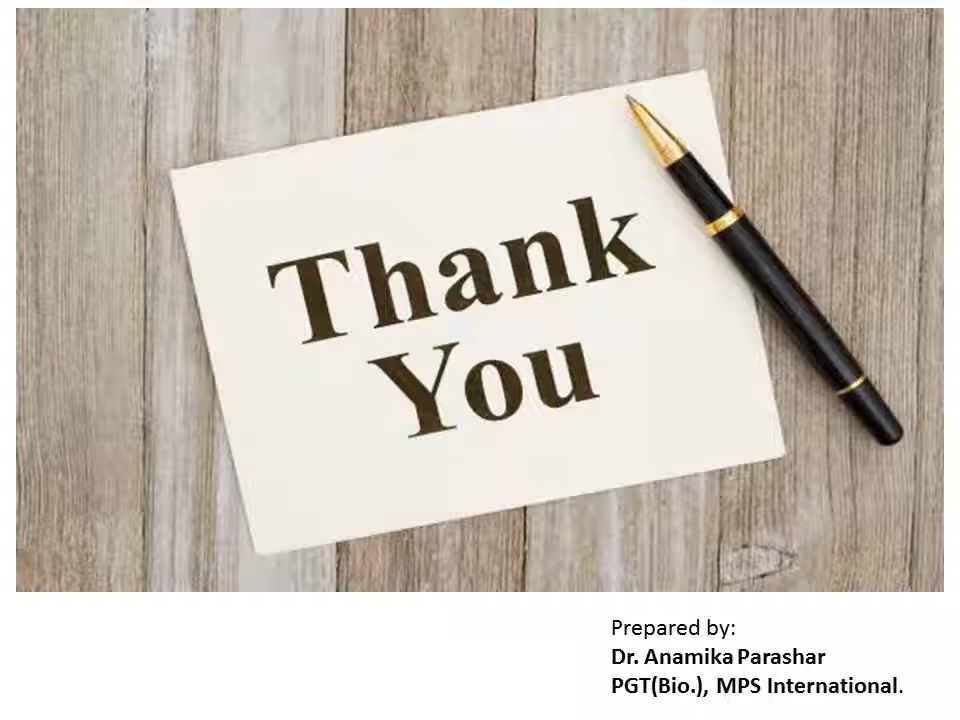 Thank
You
Prepared by:
Dr. Anamika Parashar
PGT(Bio.), MPS International.